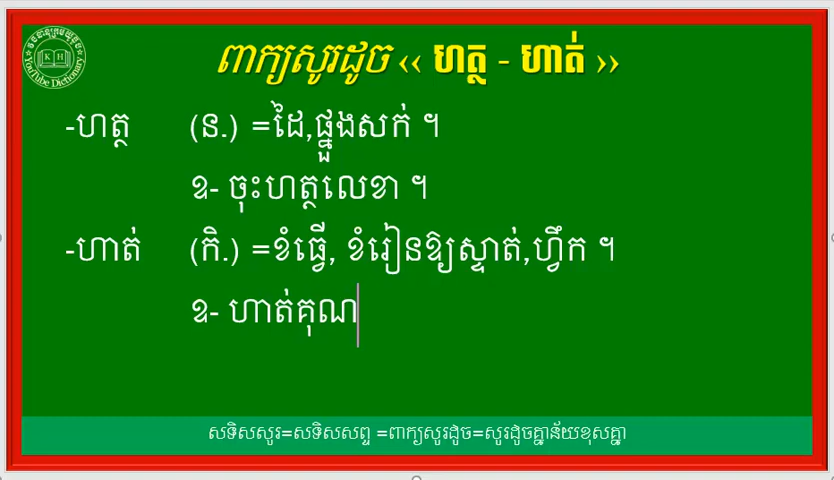 ពាក្យសូរដូច ‹‹ ហត្ថ - ហាត់ ››
-ហត្ថ (ន.) =ដៃ,ផ្នួងសក់ ។
ឧ- ចុះហត្ថលេខា ។
-ហាត់ (កិ.) =ខំធ្វើ, ខំរៀនឱ្យស្ទាត់,ហ្វឹក ។
ឧ- ហាត់គុណ
សទិសសូរ=សទិសសព្ទ =ពាក្យសូរដូច=សូរដូចគ្នាន័យខុសគ្នា
KH
YouTube Dictionary